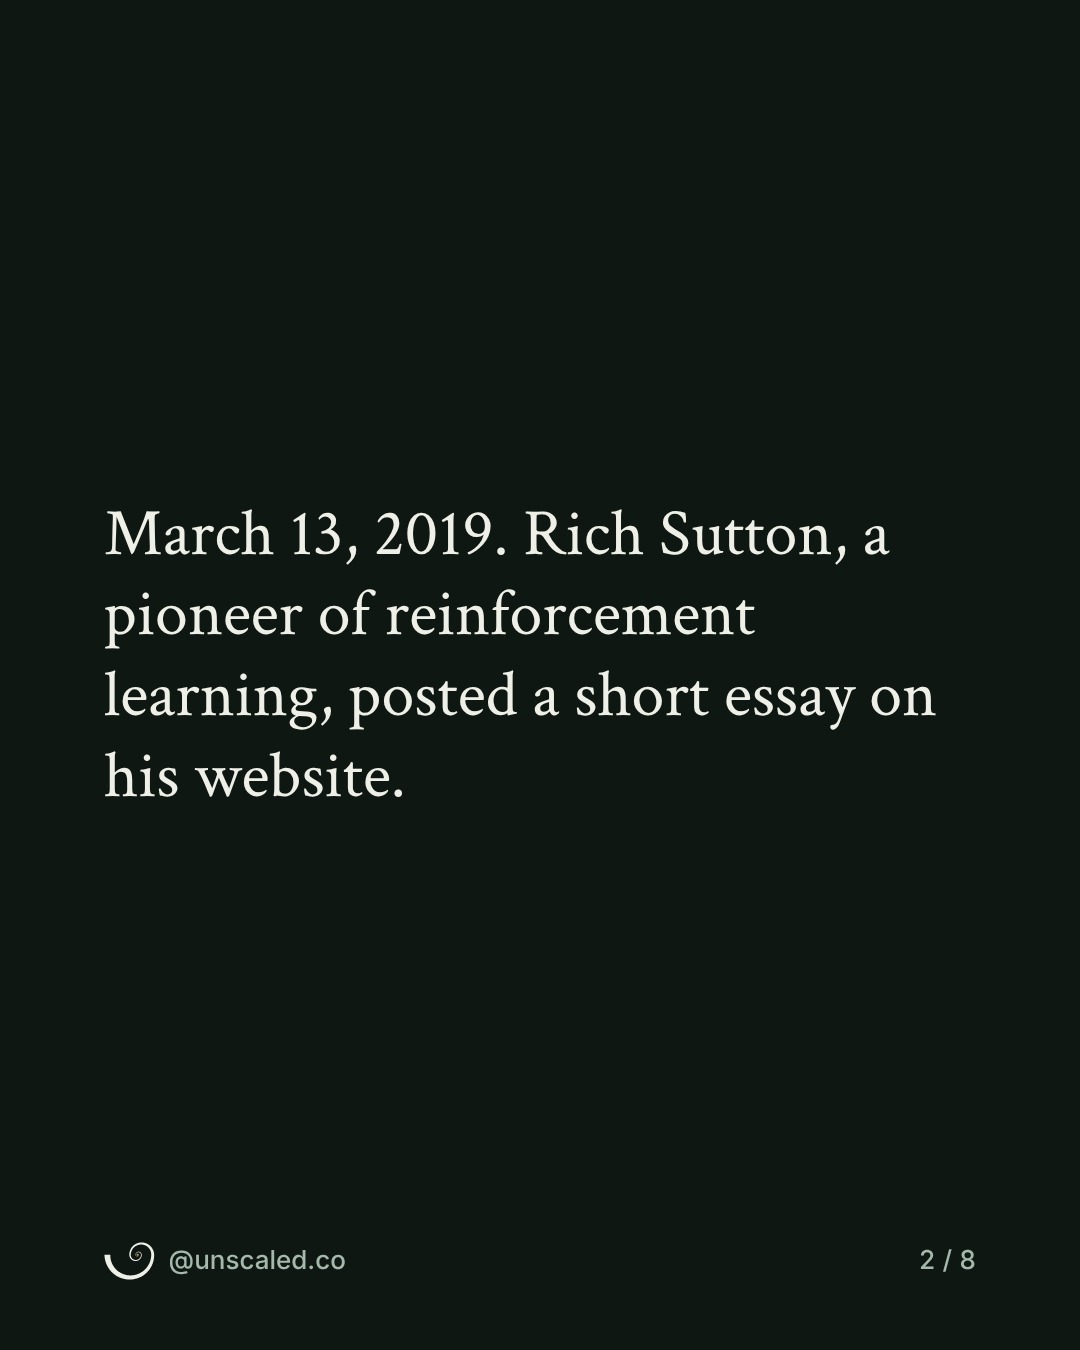 March 13, 2019. Rich Sutton, a
pioneer of reinforcement
learning, posted a short essay on
his website.
@unscaled.co
2 / 8